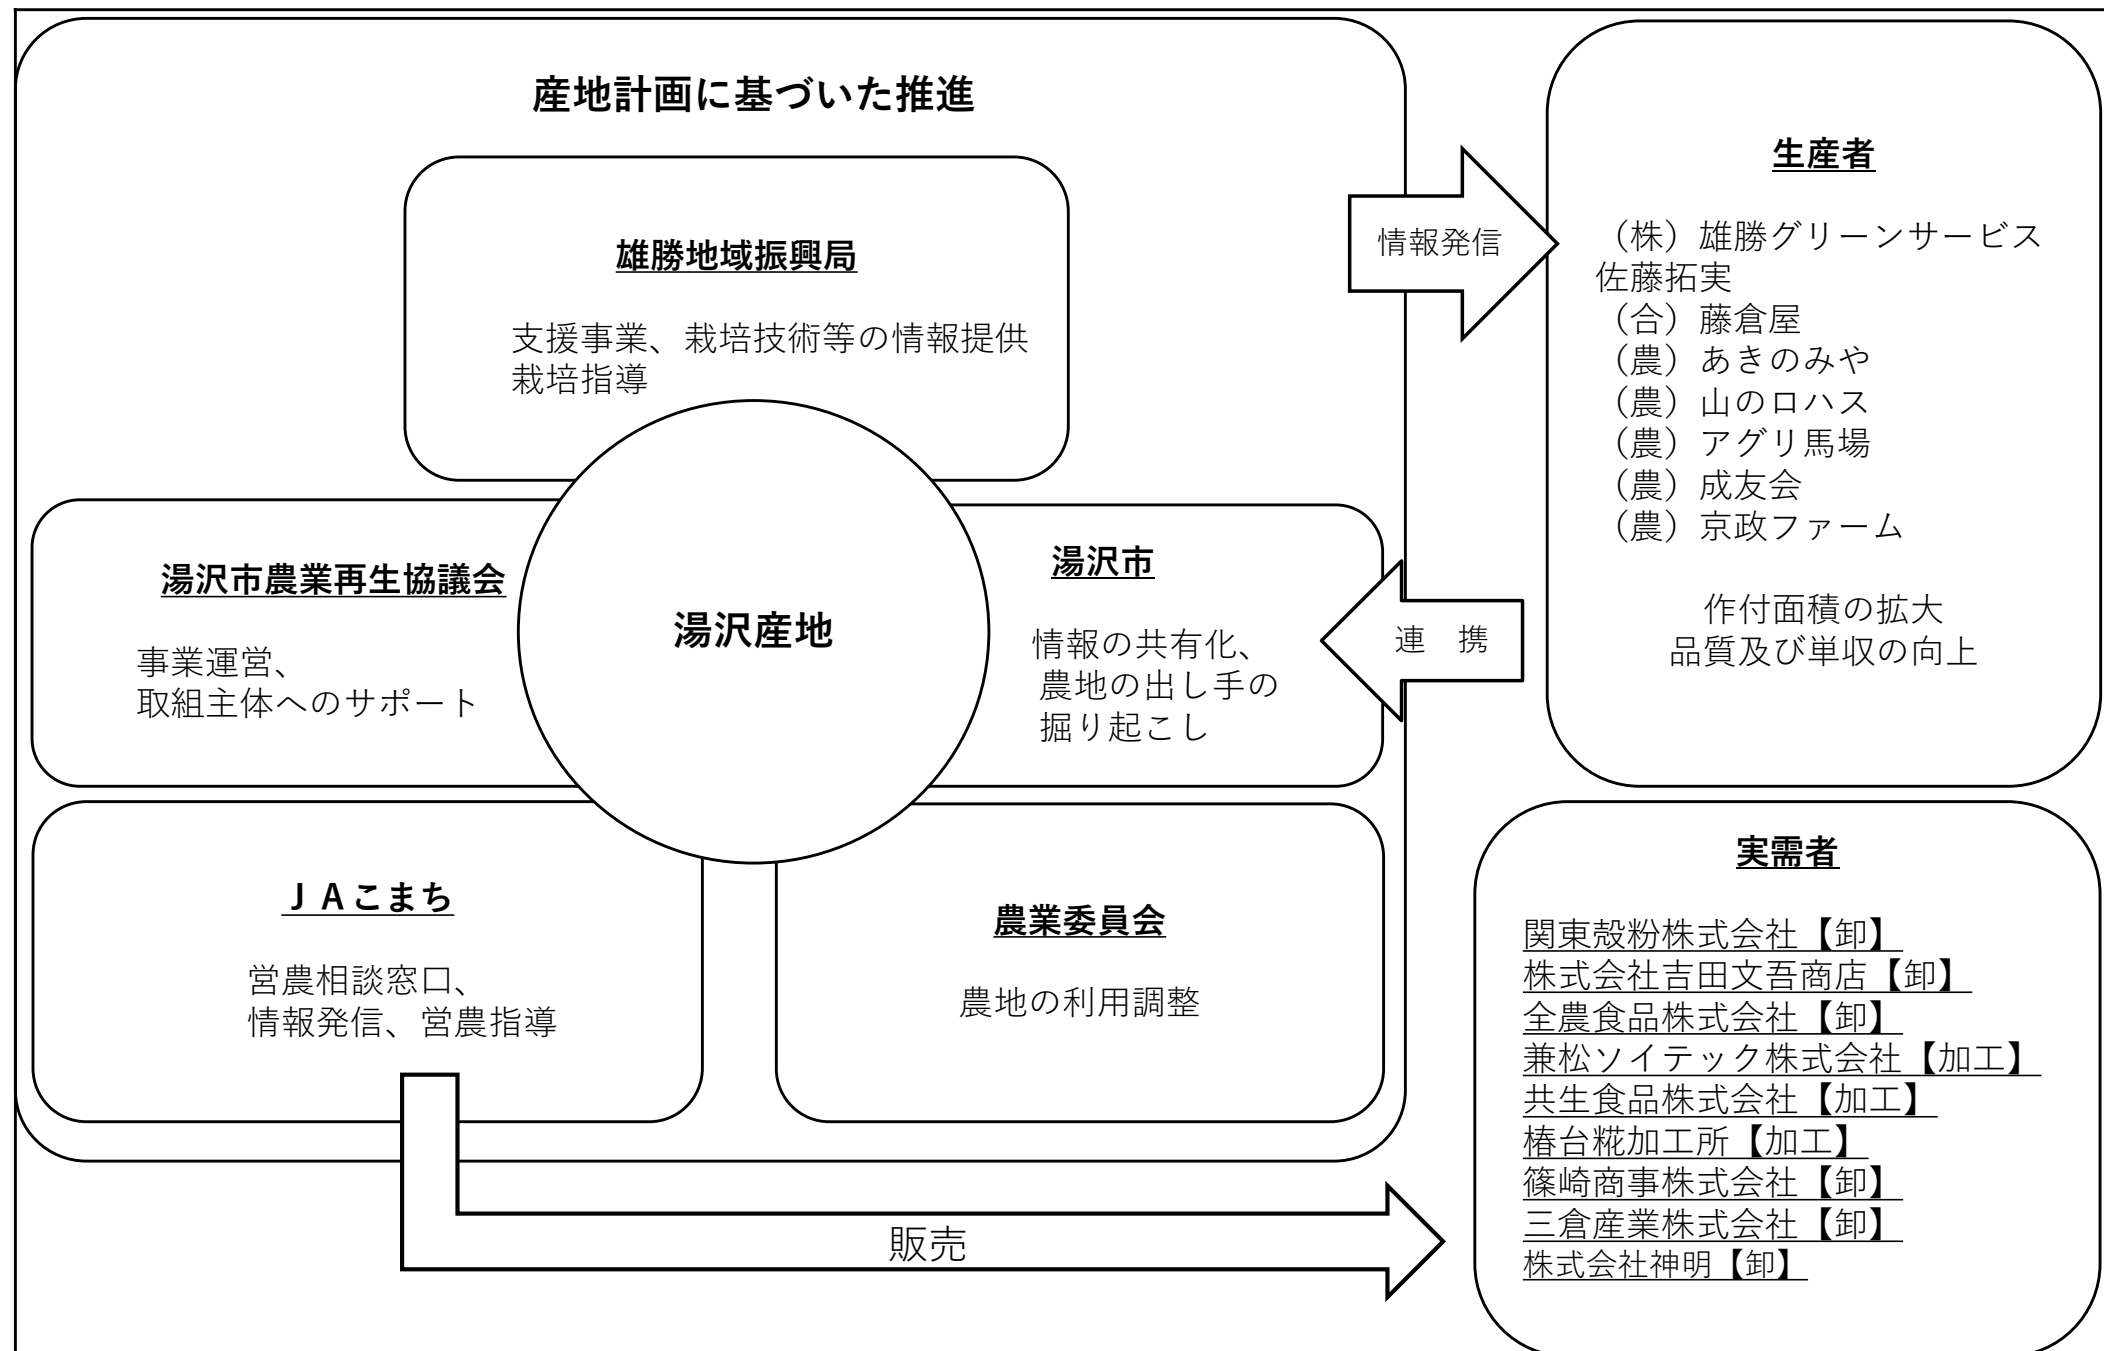 産地計画に基づいた推進
雄勝地域振興局
支援事業、栽培技術等の情報提供
栽培指導
湯沢市農業再生協議会
事業運営、
取組主体へのサポート
湯沢産地
湯沢市
情報の共有化、
農地の出し手の
掘り起こし
ＪＡこまち
営農相談窓口、
情報発信、営農指導
農業委員会
農地の利用調整
情報発信
連　携
販売
生産者
（株）雄勝グリーンサービス
佐藤拓実
（合）藤倉屋
（農）あきのみや
（農）山のロハス
（農）アグリ馬場
（農）成友会
（農）京政ファーム
作付面積の拡大
品質及び単収の向上
実需者
関東殻粉株式会社【卸】
株式会社吉田文吾商店【卸】
全農食品株式会社【卸】
兼松ソイテック株式会社【加工】
共生食品株式会社【加工】
椿台糀加工所【加工】
篠崎商事株式会社【卸】
三倉産業株式会社【卸】
株式会社神明【卸】